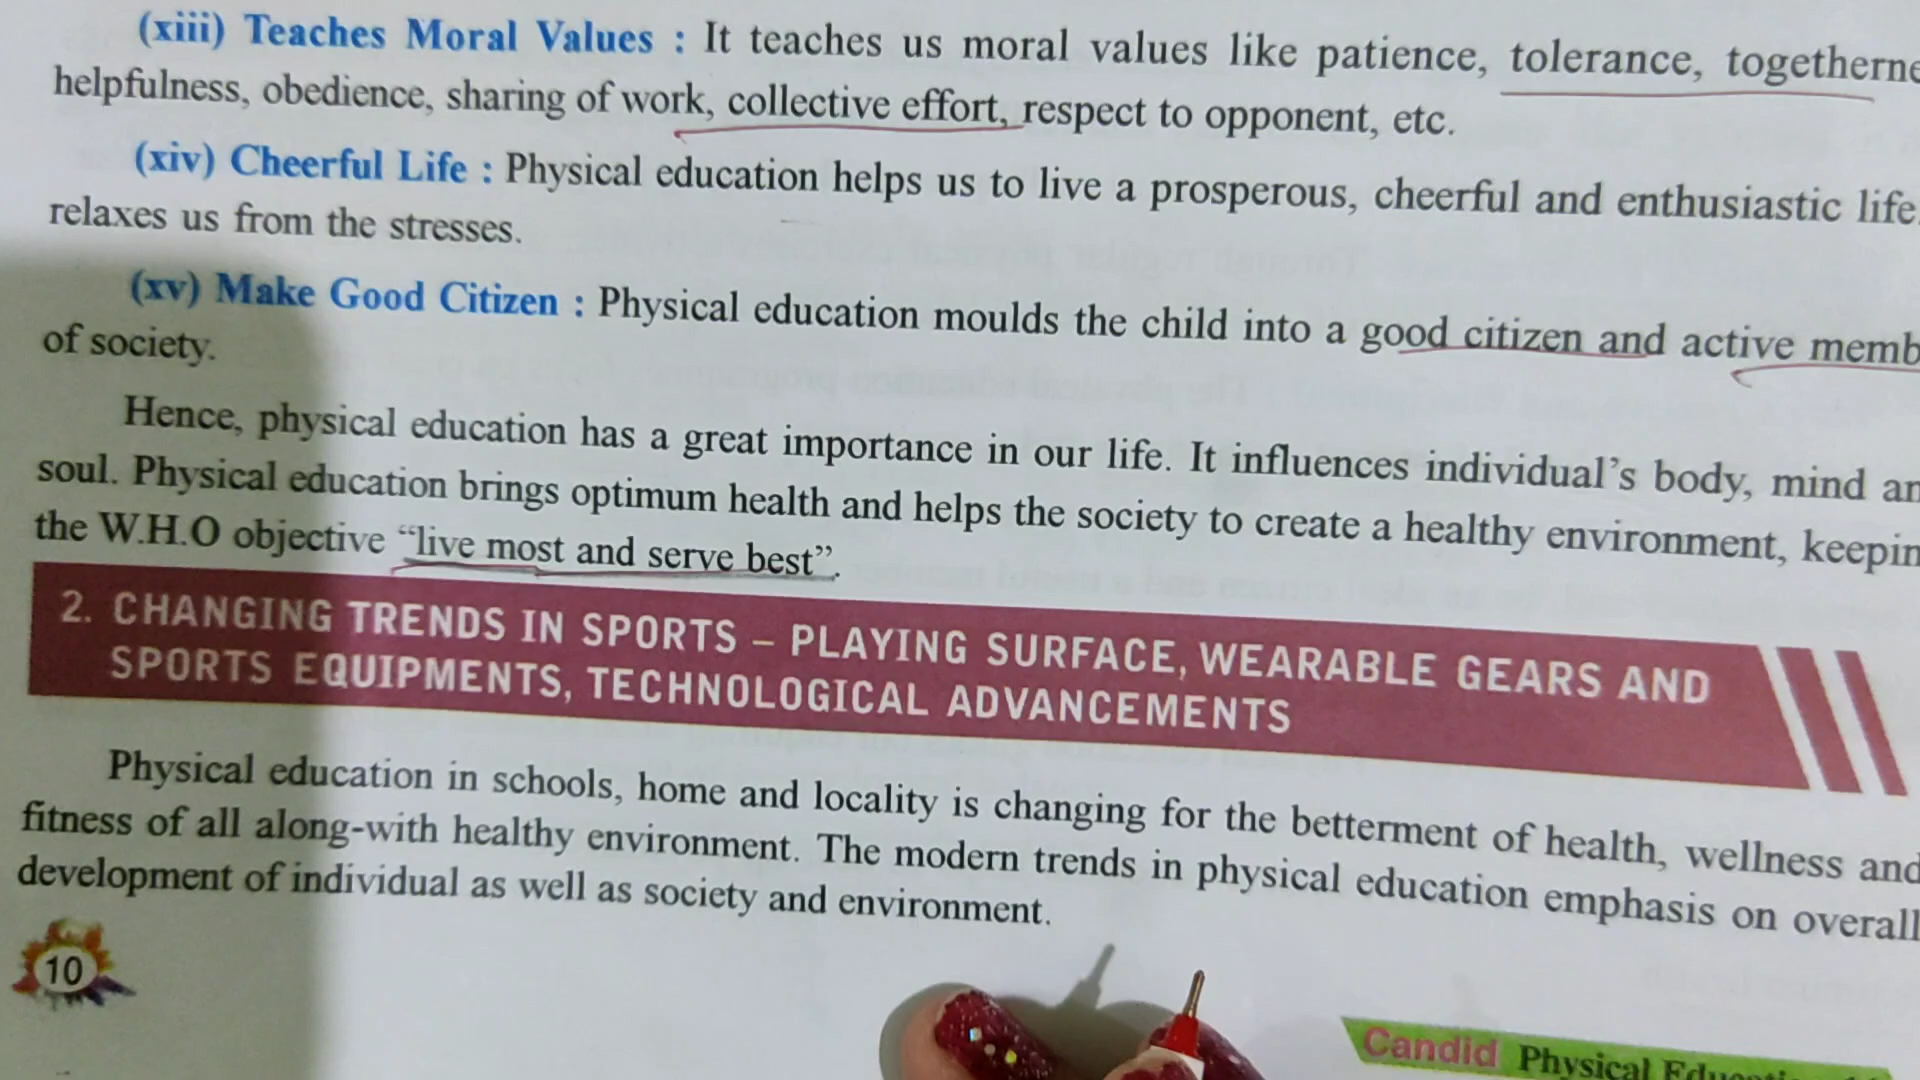 (xiii) Teaches Moral Values : It teaches us moral values like patience, tolerance, togetherne
helpfulness, obedience, sharing of work, collective effort, respect to opponent, etc.
(xiv) Cheerful Life : Physical education helps us to live a prosperous, cheerful and enthusiastic life.
relaxes us from the stresses.
(xv) Make Good Citizen : Physical education moulds the child into a good citizen and active memb
of society.
Hence, physical education has a great importance in our life. It influences individual's body, mind an
soul. Physical education brings optimum health and helps the society to create a healthy environment, keepin
the W.H.O objective “live most and serve best”.
2. CHANGING TRENDS IN SPORTS – PLAYING SURFACE, WEARABLE GEARS AND
SPORTS EQUIPMENTS, TECHNOLOGICAL ADVANCEMENTS
Physical education in schools, home and locality is changing for the betterment of health, wellness and
fitness of all along-with healthy environment. The modern trends in physical education emphasis on overall
development of individual as well as society and environment.
10
Candid Physical